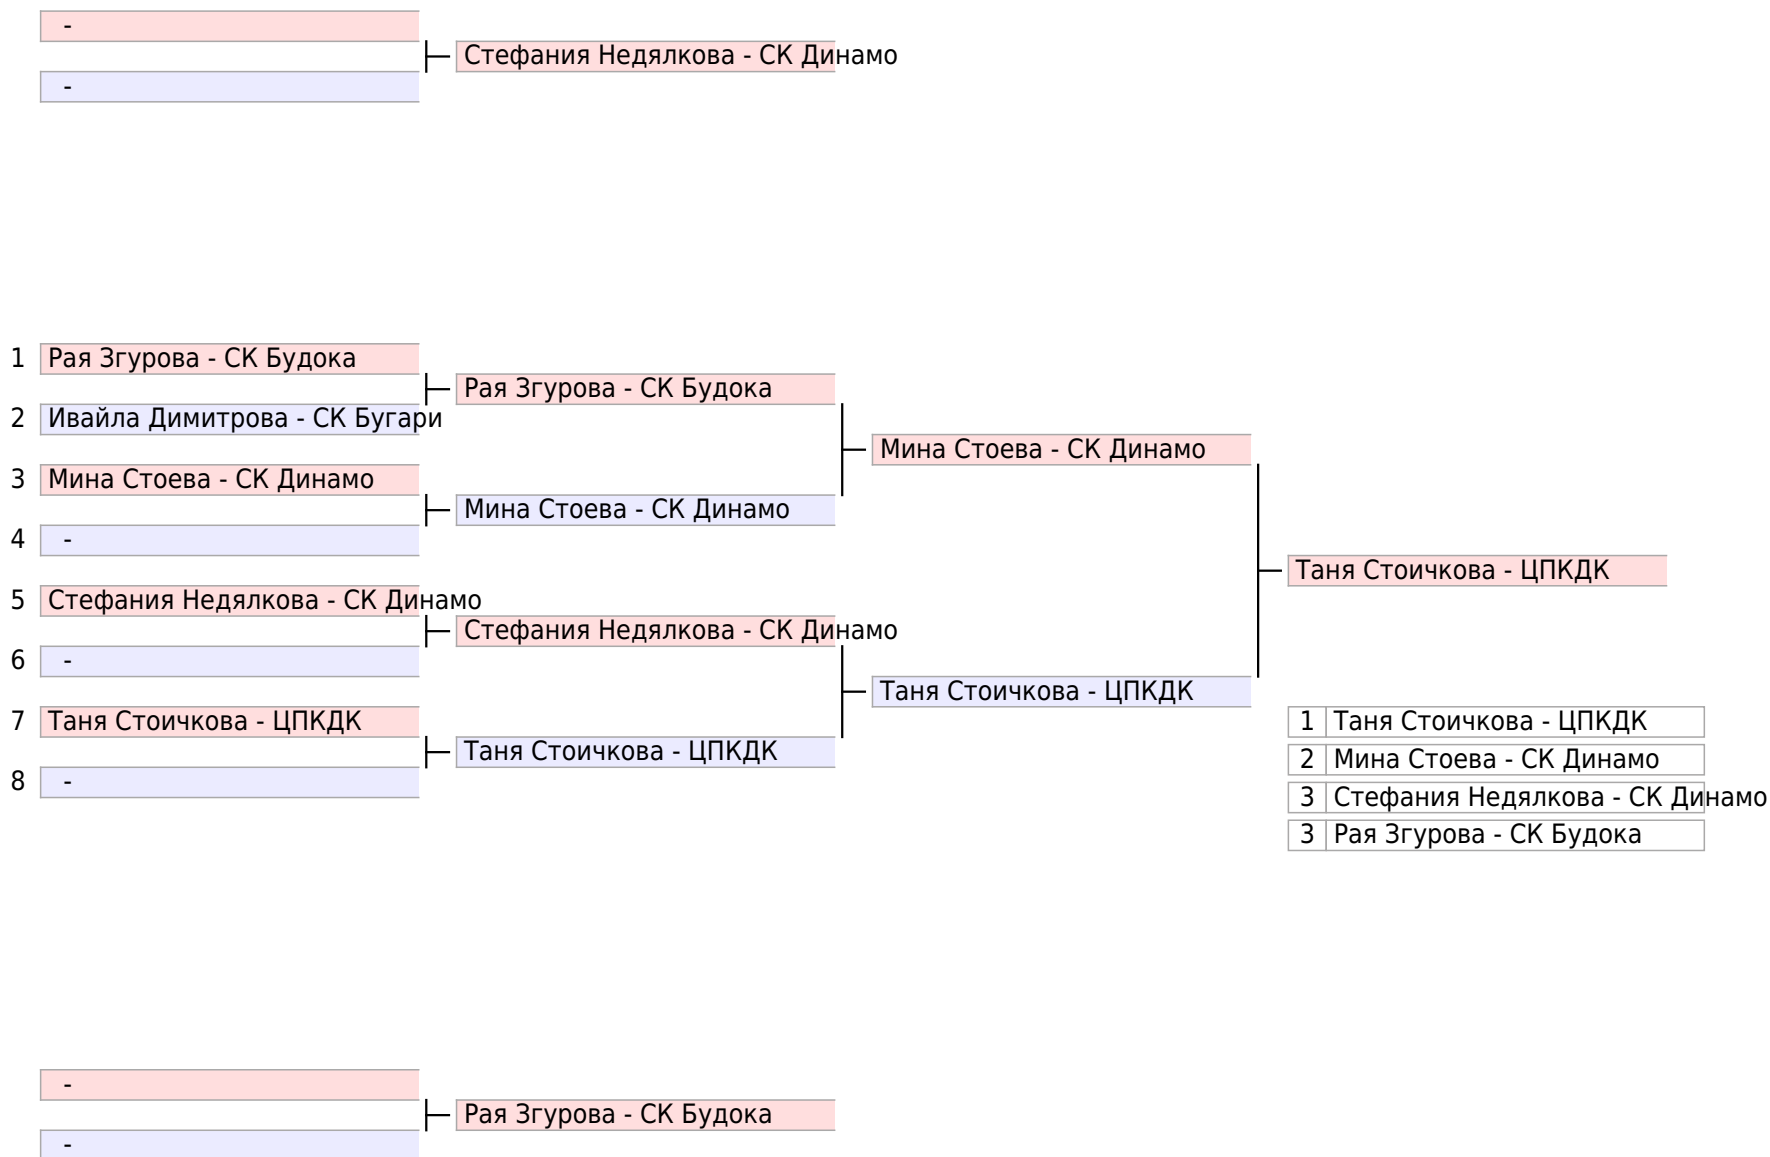 -
Стефания Недялкова - СК Динамо
-
1 Рая Згурова - СК Будока
Рая Згурова - СК Будока
2 Ивайла Димитрова - СК Бугари
Мина Стоева - СК Динамо
3 Мина Стоева - СК Динамо
Мина Стоева - СК Динамо
4 -
Таня Стоичкова - ЦПКДК
5 Стефания Недялкова - СК Динамо
Стефания Недялкова - СК Динамо
6 -
Таня Стоичкова - ЦПКДК
7 Таня Стоичкова - ЦПКДК
Таня Стоичкова - ЦПКДК
8 -
1 Таня Стоичкова - ЦПКДК
2 Мина Стоева - СК Динамо
3 Стефания Недялкова - СК Динамо
3 Рая Згурова - СК Будока
-
Рая Згурова - СК Будока
-